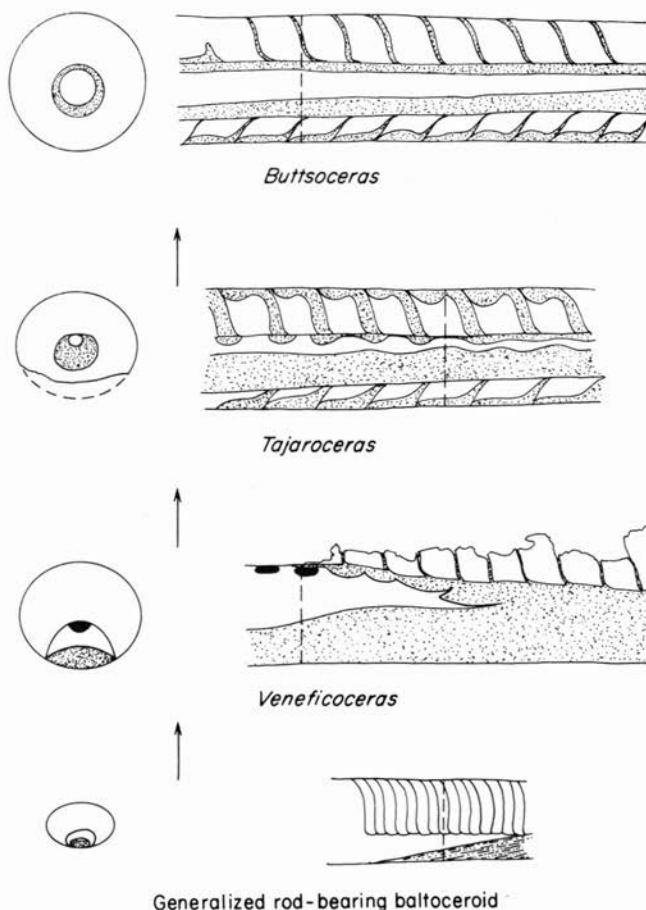 Buttsoceras
Tajaroceras
Veneficoceras
Generalized rod-bearing baltoceroid